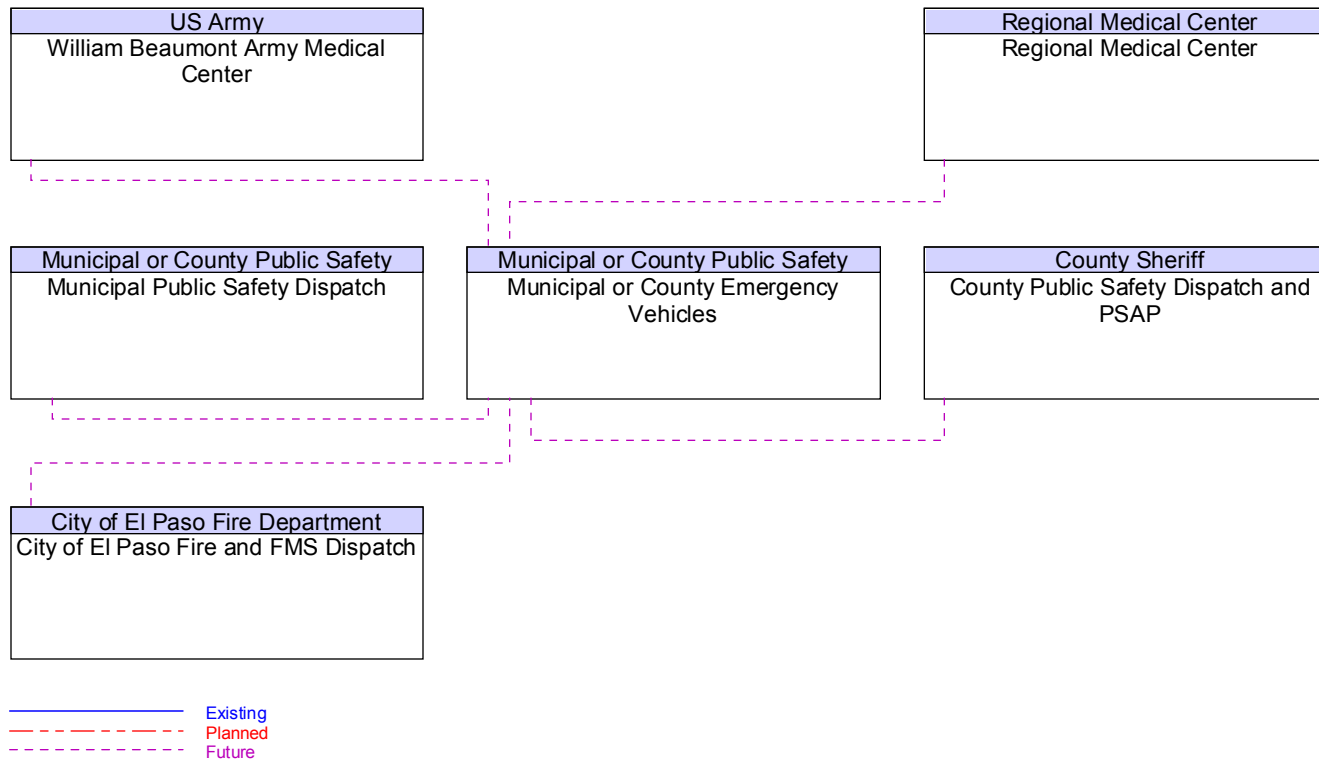 US Army
William Beaumont Army Medical
Center
Regional Medical Center
Regional Medical Center
Municipal or County Public Safety
Municipal Public Safety Dispatch
Municipal or County Public Safety
Municipal or County Emergency
Vehicles
County Sheriff
County Public Safety Dispatch and
PSAP
City of El Paso Fire Department
City of El Paso Fire and FMS Dispatch
Existing
Planned
Future